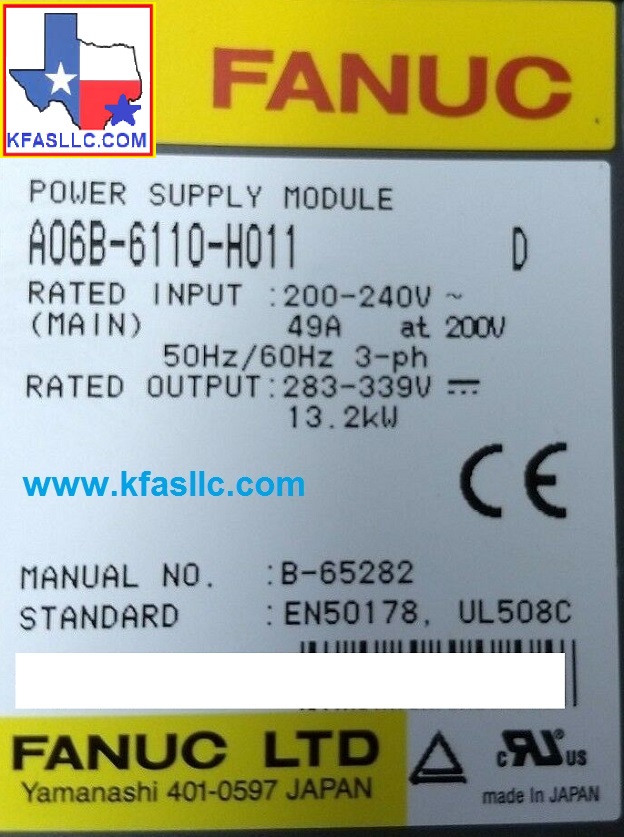 KFASLLC.COM
FANUC
POWER SUPPLY MODULE
A06B-6110-H011 D
RATED INPUT :200-240V ~
(MAIN) 49A at 200V
50Hz/60Hz 3-ph
RATED OUTPUT:283-339V ⎓
13.2kW
www.kfasllc.com
CE
MANUAL NO. :B-65282
STANDARD :EN50178, UL508C
FANUC LTD
Yamanashi 401-0597 JAPAN
c RU ® US
made In JAPAN